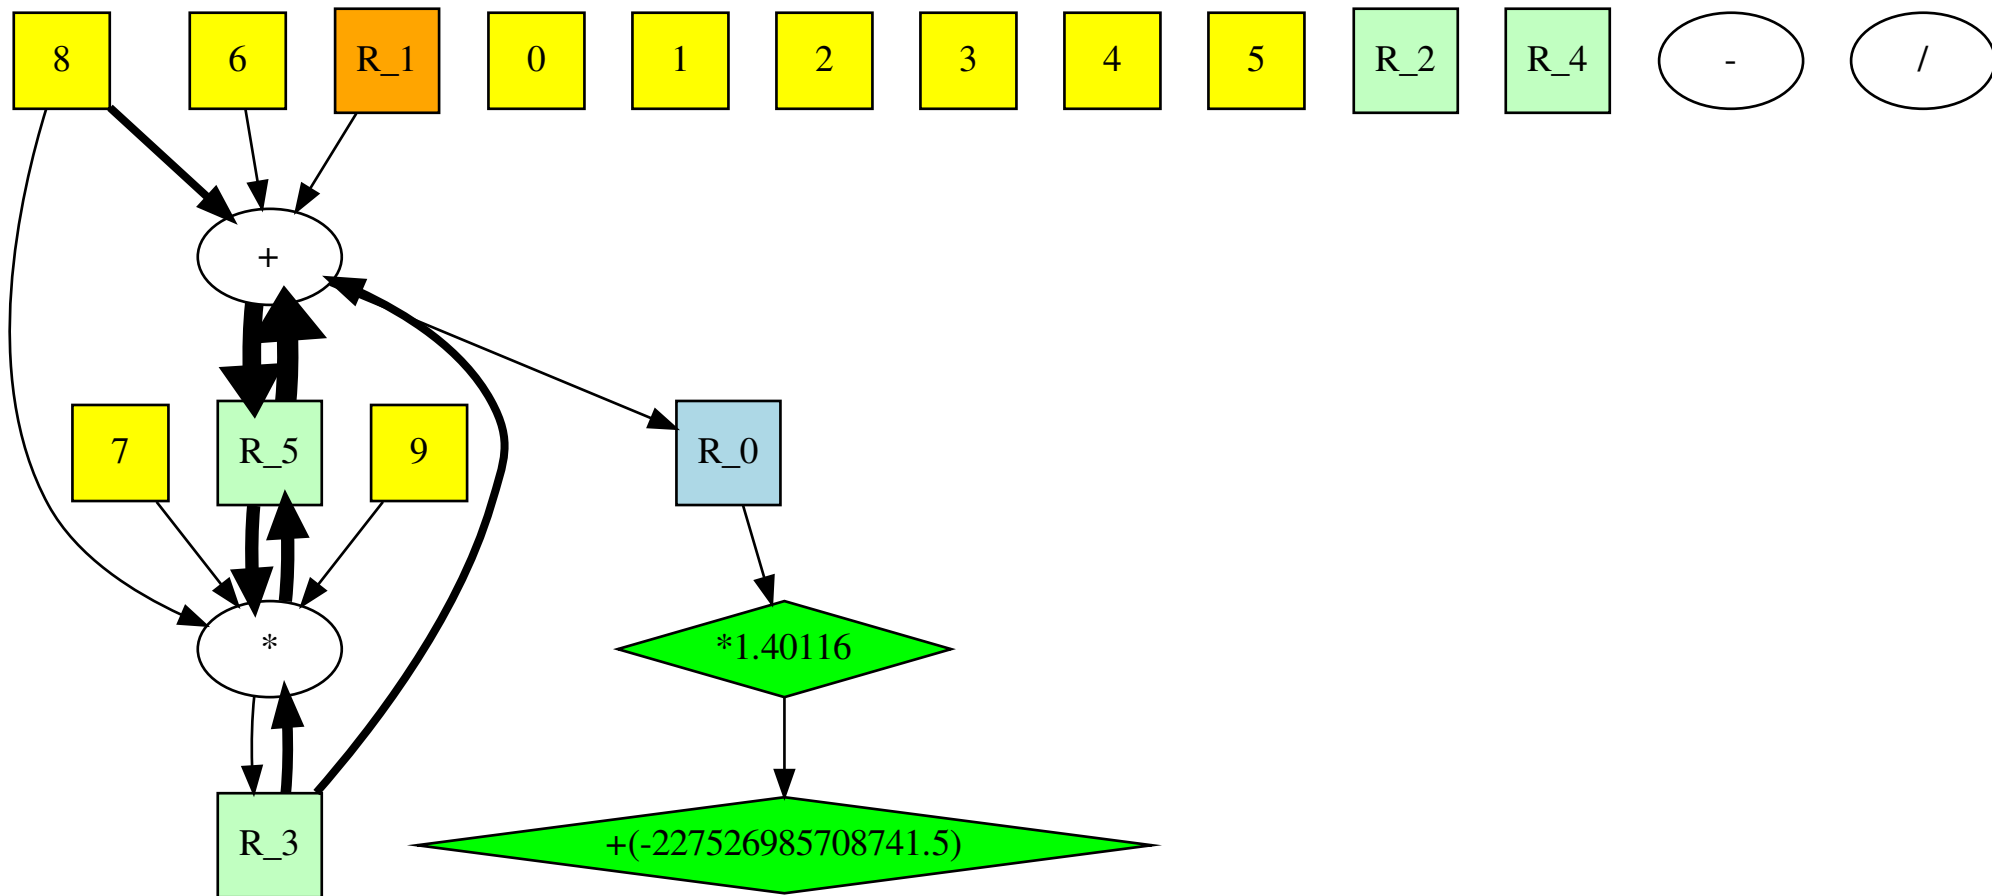 8 6 R_1 0 1 2 3 4 5 R_2 R_4 - /
+
7 R_5 9 R_0
* *1.40116
R_3 +(-227526985708741.5)